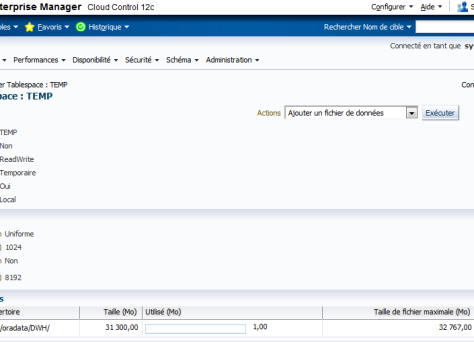 terprise Manager Cloud Control 12c
Configurer Aide S
les Favoris Historique Rechercher Nom de cible
Connecté en tant que sy
Performances Disponibilité Sécurité Schéma Administration
er Tablespace : TEMP Con
pace : TEMP
Actions Ajouter un fichier de données Exécuter
TEMP
Non
ReadWrite
Temporaire
Oui
Local
n Uniforme
) 1024
n Non
) 8192
s
ertoire Taille (Mo) Utilisé (Mo) Taille de fichier maximale (Mo)
/oradata/DWH/ 31 300,00 1,00 32 767,00